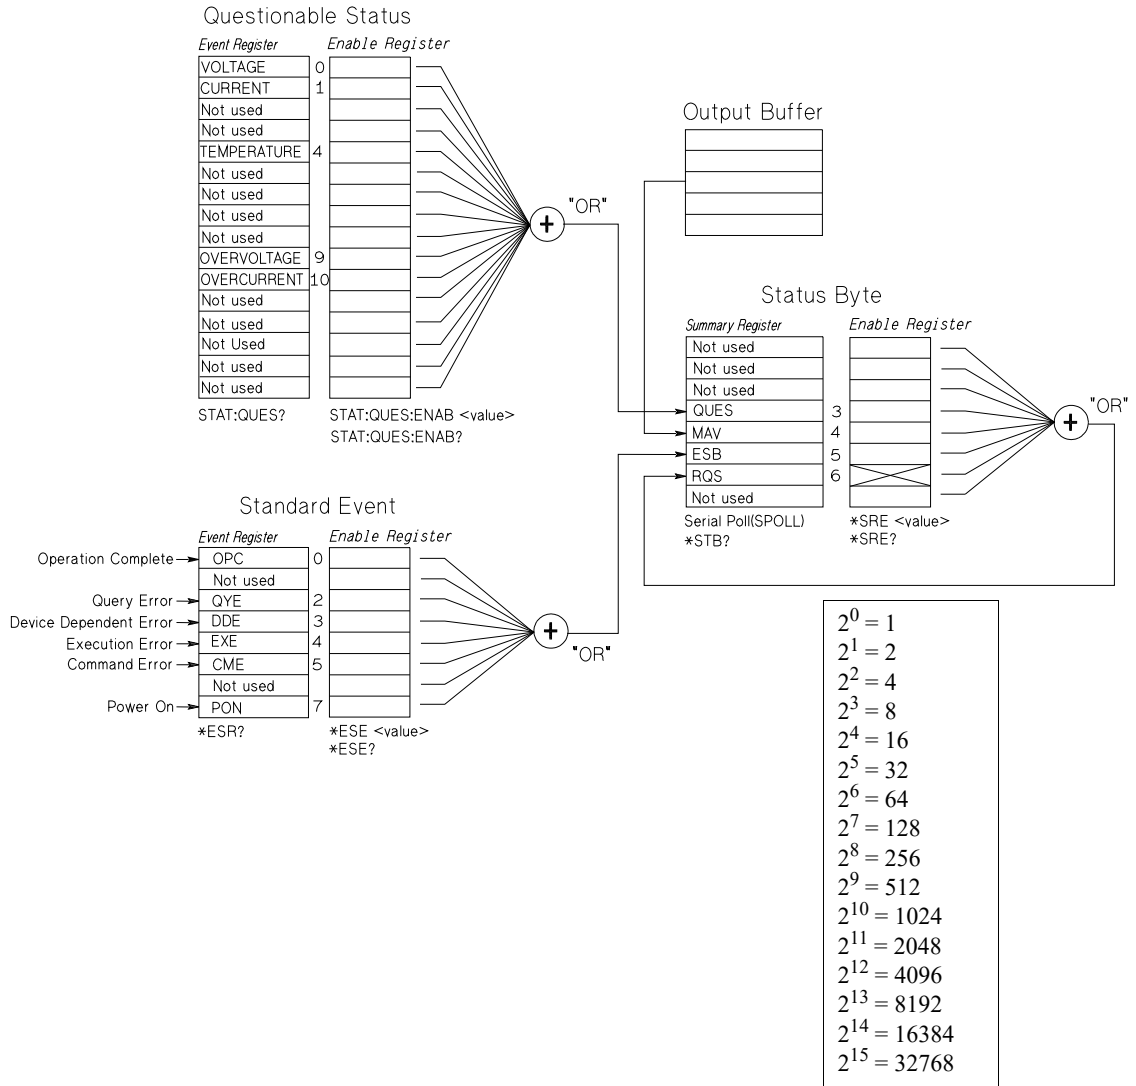 Questionable Status
Event Register Enable Register
VOLTAGE 0
CURRENT 1
Not used
Not used
TEMPERATURE 4
Not used
Not used
Not used
Not used
OVERVOLTAGE 9
OVERCURRENT 10
Not used
Not used
Not Used
Not used
Not used
STAT:QUES? STAT:QUES:ENAB <value>
STAT:QUES:ENAB?
+ "OR"
Output Buffer
Status Byte
Summary Register Enable Register
Not used
Not used
Not used
QUES 3
MAV 4
ESB 5
RQS 6
Not used
Serial Poll(SPOLL) *SRE <value>
*STB? *SRE?
+ "OR"
Standard Event
Event Register Enable Register
Operation Complete OPC 0
Not used
Query Error QYE 2
Device Dependent Error DDE 3
Execution Error EXE 4
Command Error CME 5
Not used
Power On PON 7
*ESR? *ESE <value>
*ESE?
+ "OR"
2^0 = 1
2^1 = 2
2^2 = 4
2^3 = 8
2^4 = 16
2^5 = 32
2^6 = 64
2^7 = 128
2^8 = 256
2^9 = 512
2^10 = 1024
2^11 = 2048
2^12 = 4096
2^13 = 8192
2^14 = 16384
2^15 = 32768